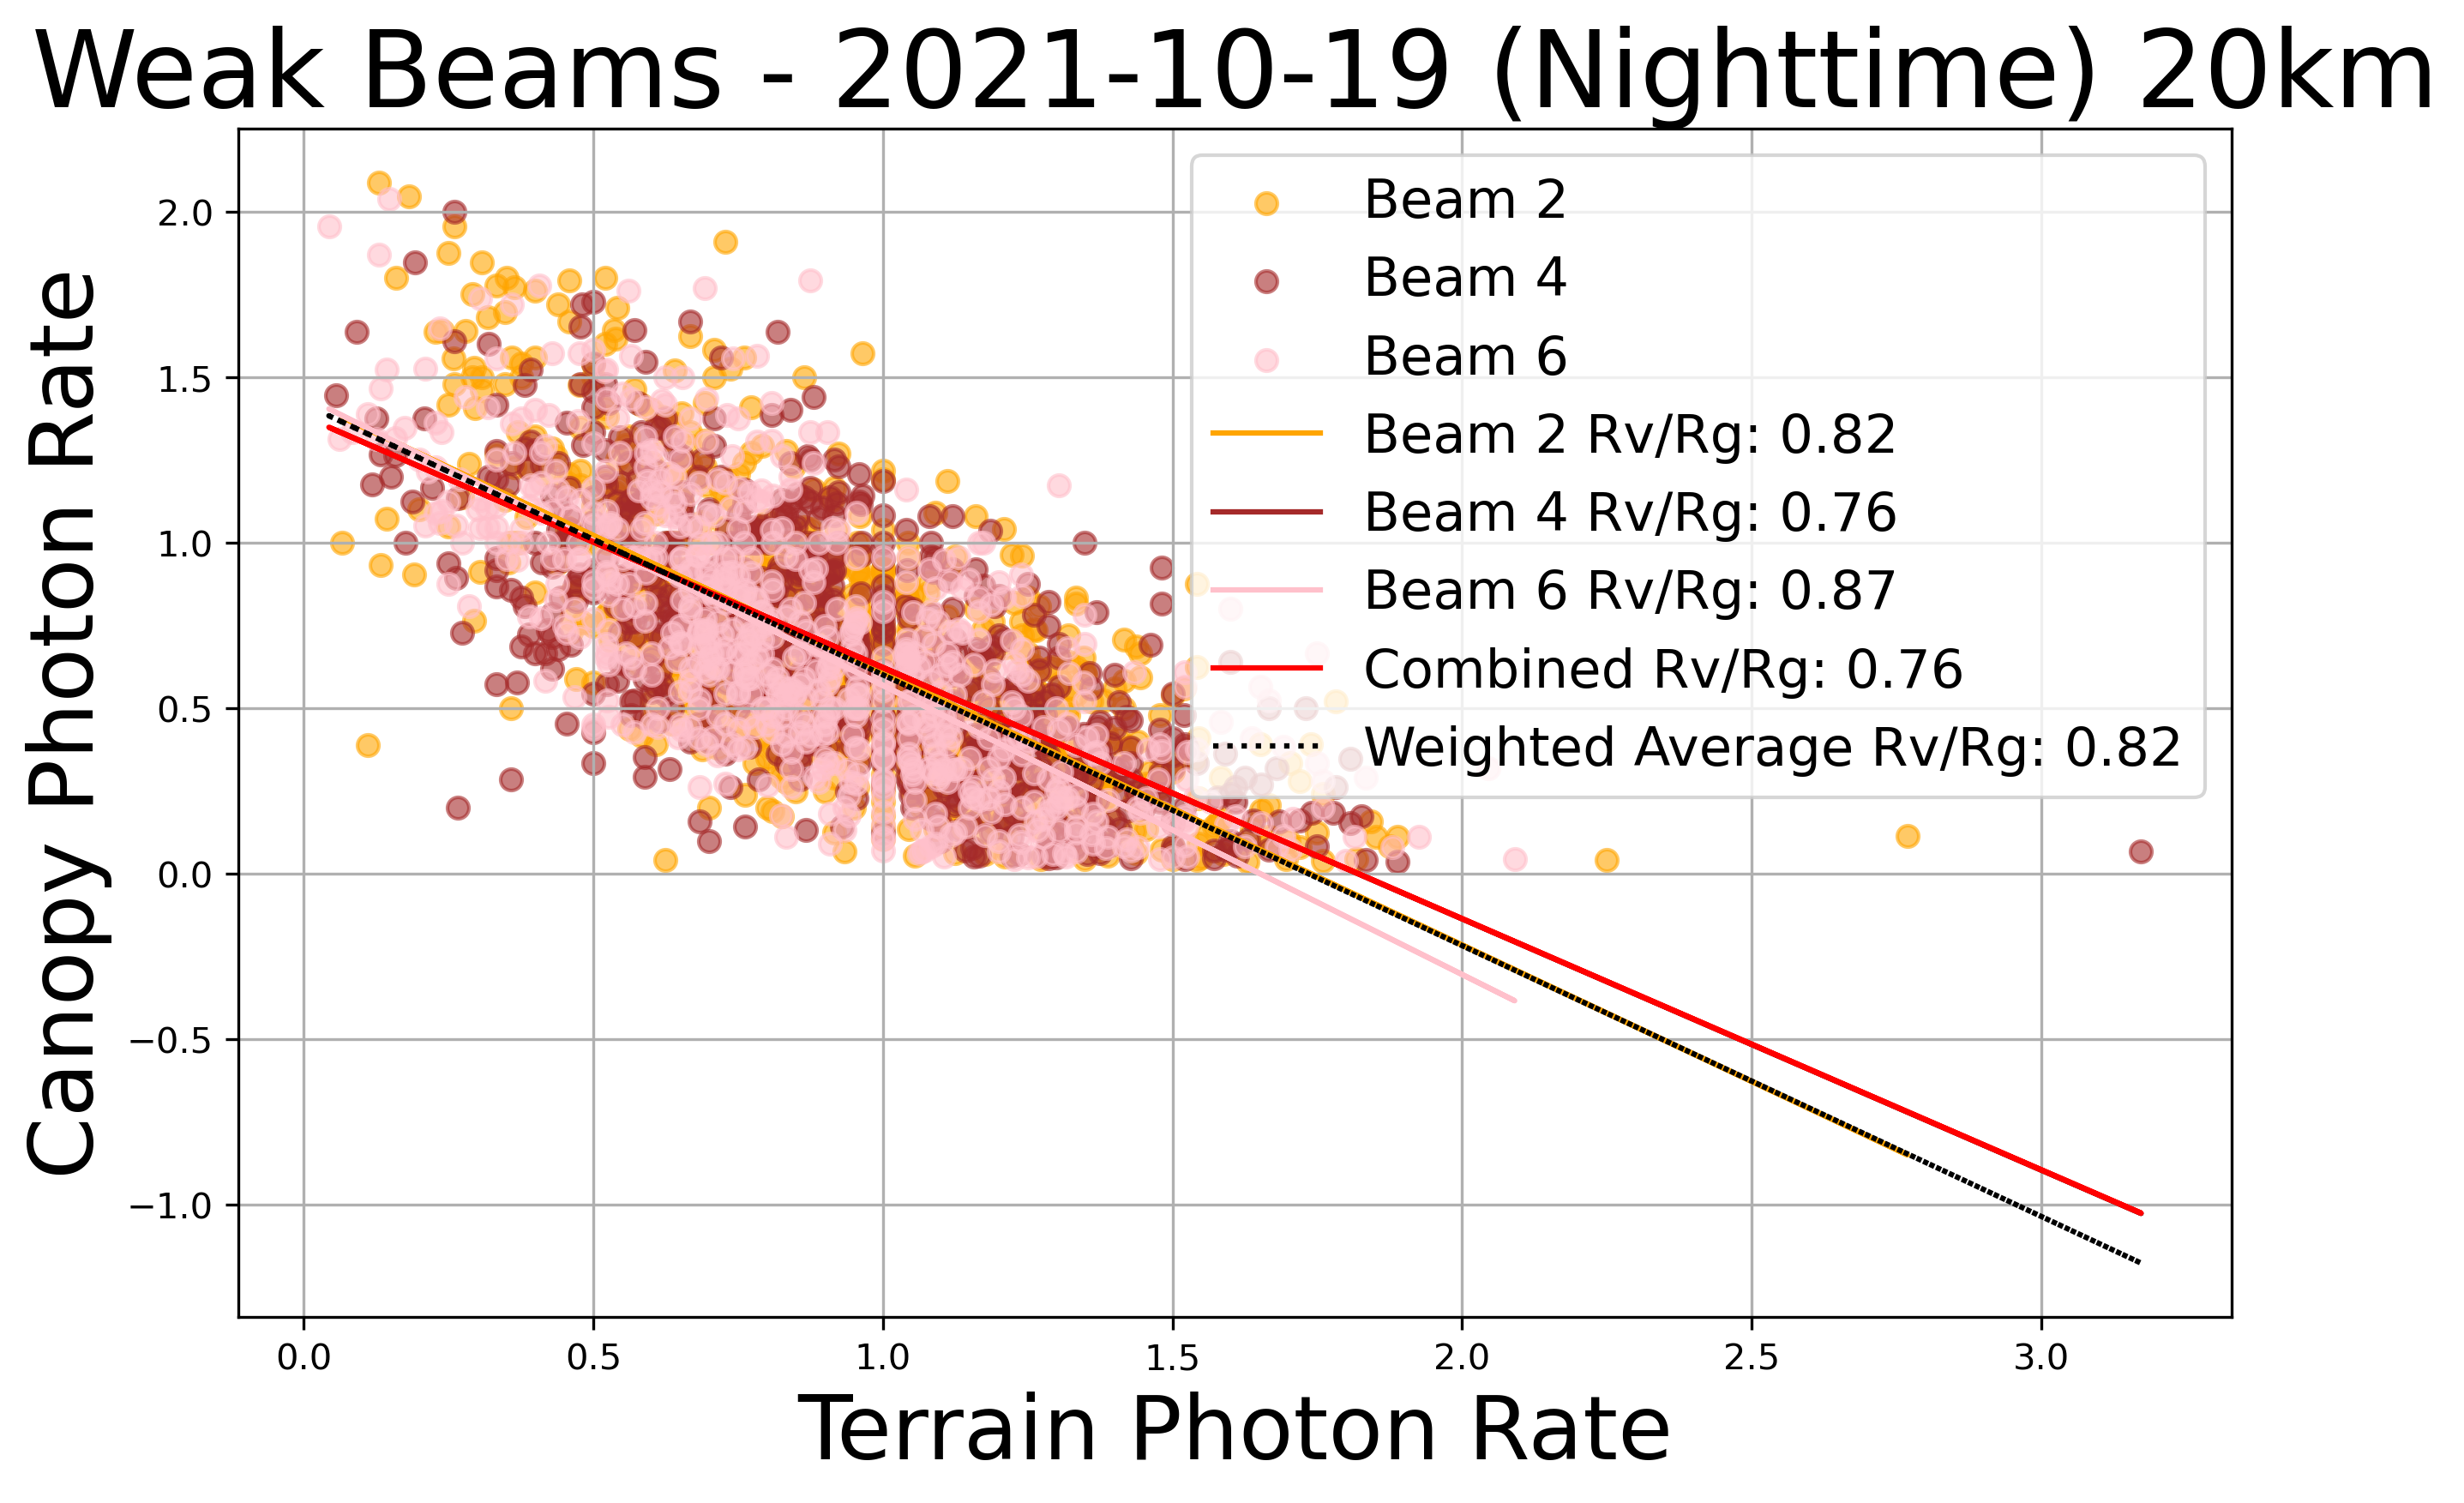 Weak Beams - 2021-10-19 (Nighttime) 20km
Canopy Photon Rate
2.0
1.5
1.0
0.5
0.0
−0.5
−1.0
Beam 2
Beam 4
Beam 6
Beam 2 Rv/Rg: 0.82
Beam 4 Rv/Rg: 0.76
Beam 6 Rv/Rg: 0.87
Combined Rv/Rg: 0.76
Weighted Average Rv/Rg: 0.82
0.0 0.5 1.0 1.5 2.0 2.5 3.0
Terrain Photon Rate